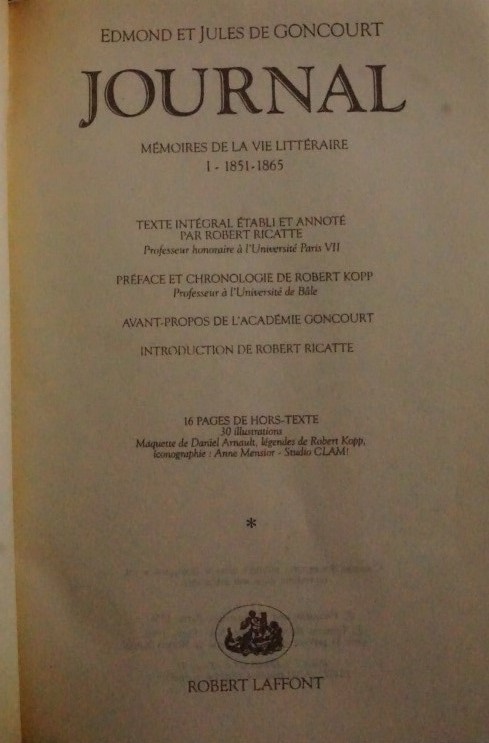 EDMOND ET JULES DE GONCOURT
JOURNAL
MÉMOIRES DE LA VIE LITTÉRAIRE
I - 1851-1865
TEXTE INTÉGRAL ÉTABLI ET ANNOTÉ
PAR ROBERT RICATTE
Professeur honoraire à l'Université Paris VII
PRÉFACE ET CHRONOLOGIE DE ROBERT KOPP
Professeur à l'Université de Bâle
AVANT-PROPOS DE L'ACADÉMIE GONCOURT
INTRODUCTION DE ROBERT RICATTE
16 PAGES DE HORS-TEXTE
30 illustrations
Maquette de Daniel Arnault, légendes de Robert Kopp,
iconographie : Anne Mensior - Studio CLAM!
*
ROBERT LAFFONT